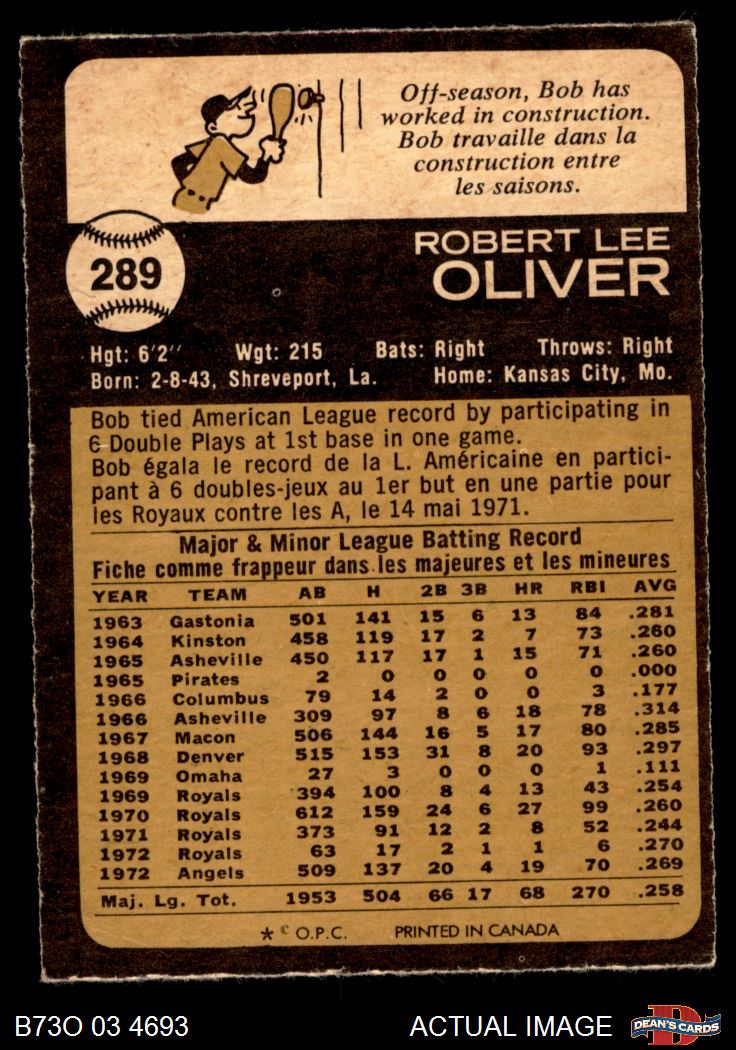 Off-season, Bob has
worked in construction.
Bob travaille dans la
construction entre
les saisons.
289
ROBERT LEE
OLIVER
Hgt: 6'2" Wgt: 215 Bats: Right Throws: Right
Born: 2-8-43, Shreveport, La. Home: Kansas City, Mo.
Bob tied American League record by participating in
6 Double Plays at 1st base in one game.
Bob égala le record de la L. Américaine en partici-
pant à 6 doubles-jeux au 1er but en une partie pour
les Royaux contre les A, le 14 mai 1971.
Major & Minor League Batting Record
Fiche comme frappeur dans les majeures et les mineures
YEAR TEAM AB H 2B 3B HR RBI AVG
1963 Gastonia 501 141 15 6 13 84 .281
1964 Kinston 458 119 17 2 7 73 .260
1965 Asheville 450 117 17 1 15 71 .260
1965 Pirates 2 0 0 0 0 0 .000
1966 Columbus 79 14 2 0 0 3 .177
1966 Asheville 309 97 8 6 18 78 .314
1967 Macon 506 144 16 5 17 80 .285
1968 Denver 515 153 31 8 20 93 .297
1969 Omaha 27 3 0 0 0 1 .111
1969 Royals 394 100 8 4 13 43 .254
1970 Royals 612 159 24 6 27 99 .260
1971 Royals 373 91 12 2 8 52 .244
1972 Royals 63 17 2 1 1 6 .270
1972 Angels 509 137 20 4 19 70 .269
Maj. Lg. Tot. 1953 504 66 17 68 270 .258
* © O.P.C. PRINTED IN CANADA
B73O 03 4693 ACTUAL IMAGE D DEAN'S CARDS